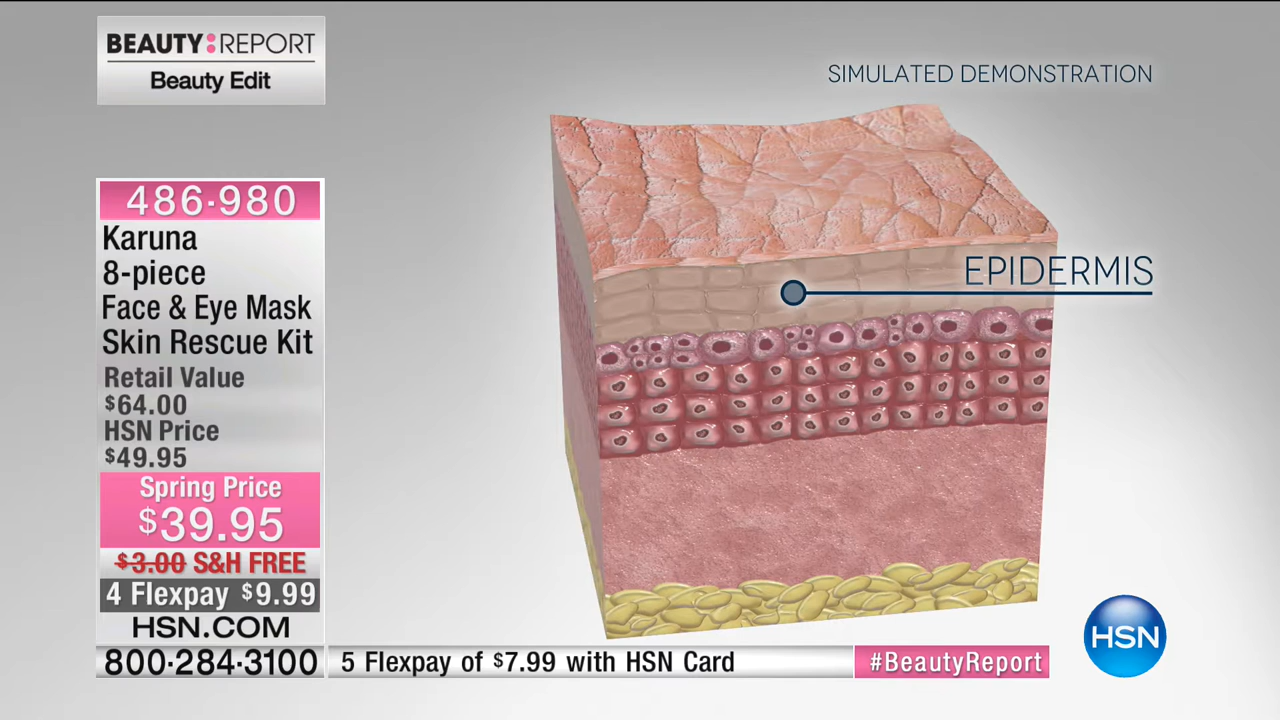 BEAUTY:REPORT
Beauty Edit
SIMULATED DEMONSTRATION
486-980
Karuna
8-piece
Face & Eye Mask
Skin Rescue Kit
Retail Value
$64.00
HSN Price
$49.95
Spring Price
$39.95
$3.00 S&H FREE
4 Flexpay $9.99
HSN.COM
800-284-3100
EPIDERMIS
5 Flexpay of $7.99 with HSN Card
#BeautyReport
HSN